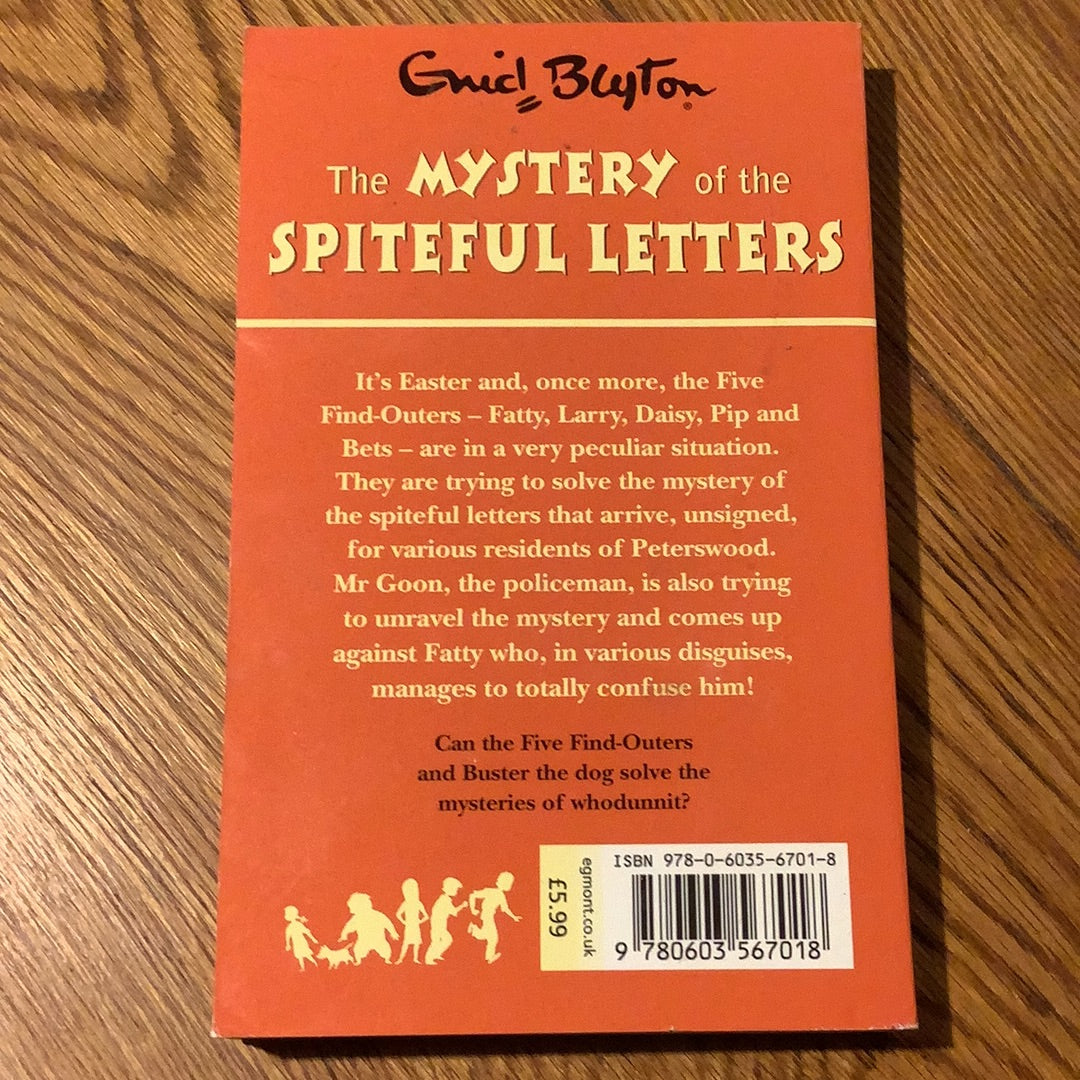 Enid Blyton
The MYSTERY of the
SPITEFUL LETTERS
It's Easter and, once more, the Five
Find-Outers – Fatty, Larry, Daisy, Pip and
Bets – are in a very peculiar situation.
They are trying to solve the mystery of
the spiteful letters that arrive, unsigned,
for various residents of Peterswood.
Mr Goon, the policeman, is also trying
to unravel the mystery and comes up
against Fatty who, in various disguises,
manages to totally confuse him!
Can the Five Find-Outers
and Buster the dog solve the
mysteries of whodunnit?
£5.99
egmont.co.uk
ISBN 978-0-6035-6701-8
9 780603 567018